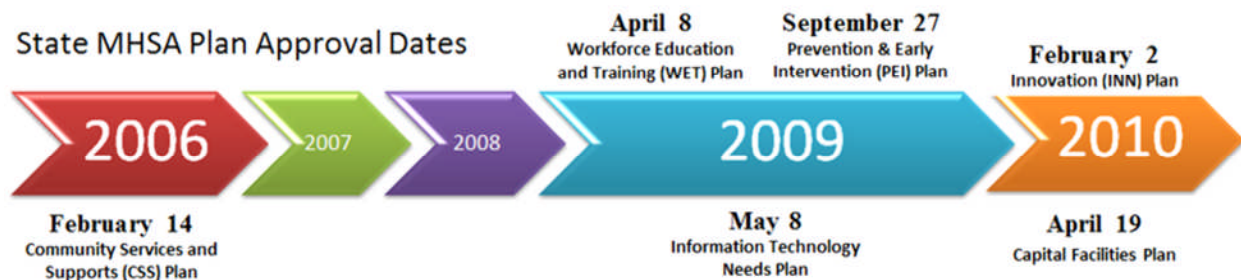 State MHSA Plan Approval Dates
April 8
Workforce Education
and Training (WET) Plan
September 27
Prevention & Early
Intervention (PEI) Plan
February 2
Innovation (INN) Plan
2006
2007
2008
2009
2010
February 14
Community Services and
Supports (CSS) Plan
May 8
Information Technology
Needs Plan
April 19
Capital Facilities Plan